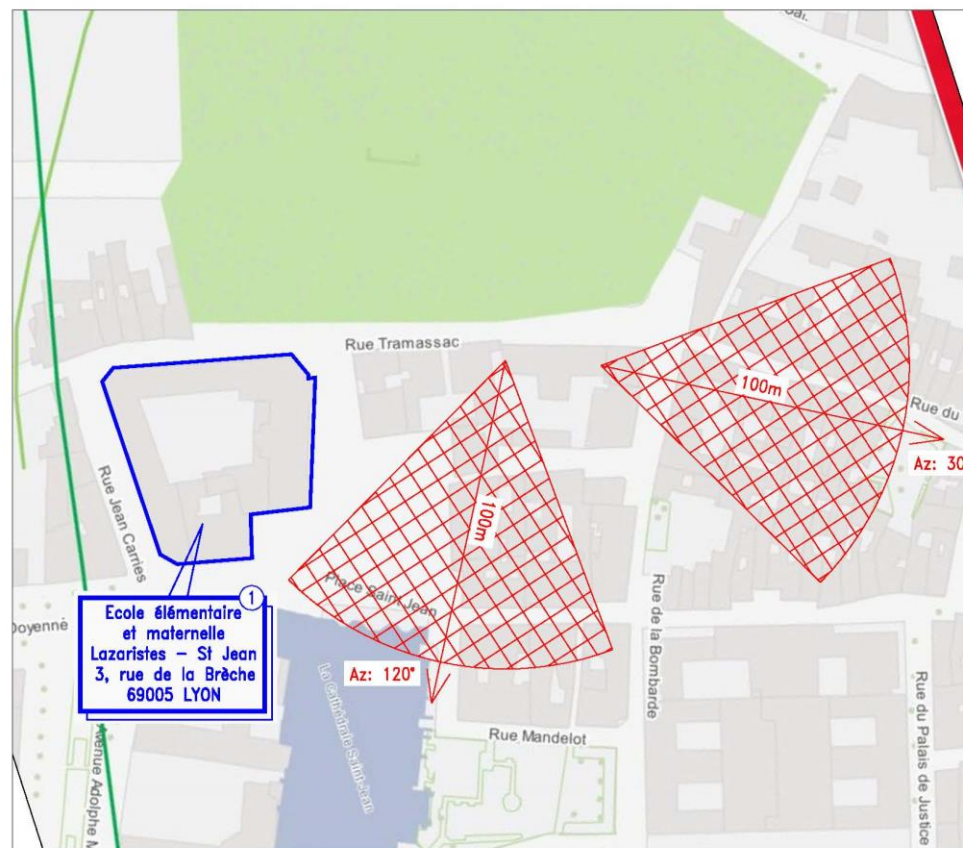 Rue Tramassac
100m
Rue du
Az: 30
Rue Jean Carries
100m
Place Saint Jean
Rue de la Bombarde
1
Ecole élémentaire
et maternelle
Lazaristes – St Jean
3, rue de la Brèche
69005 LYON
Doyenné
Az: 120°
La Cathédrale Saint-Jean
Rue Mandelot
Rue du Palais de Justice
Avenue Adolphe M